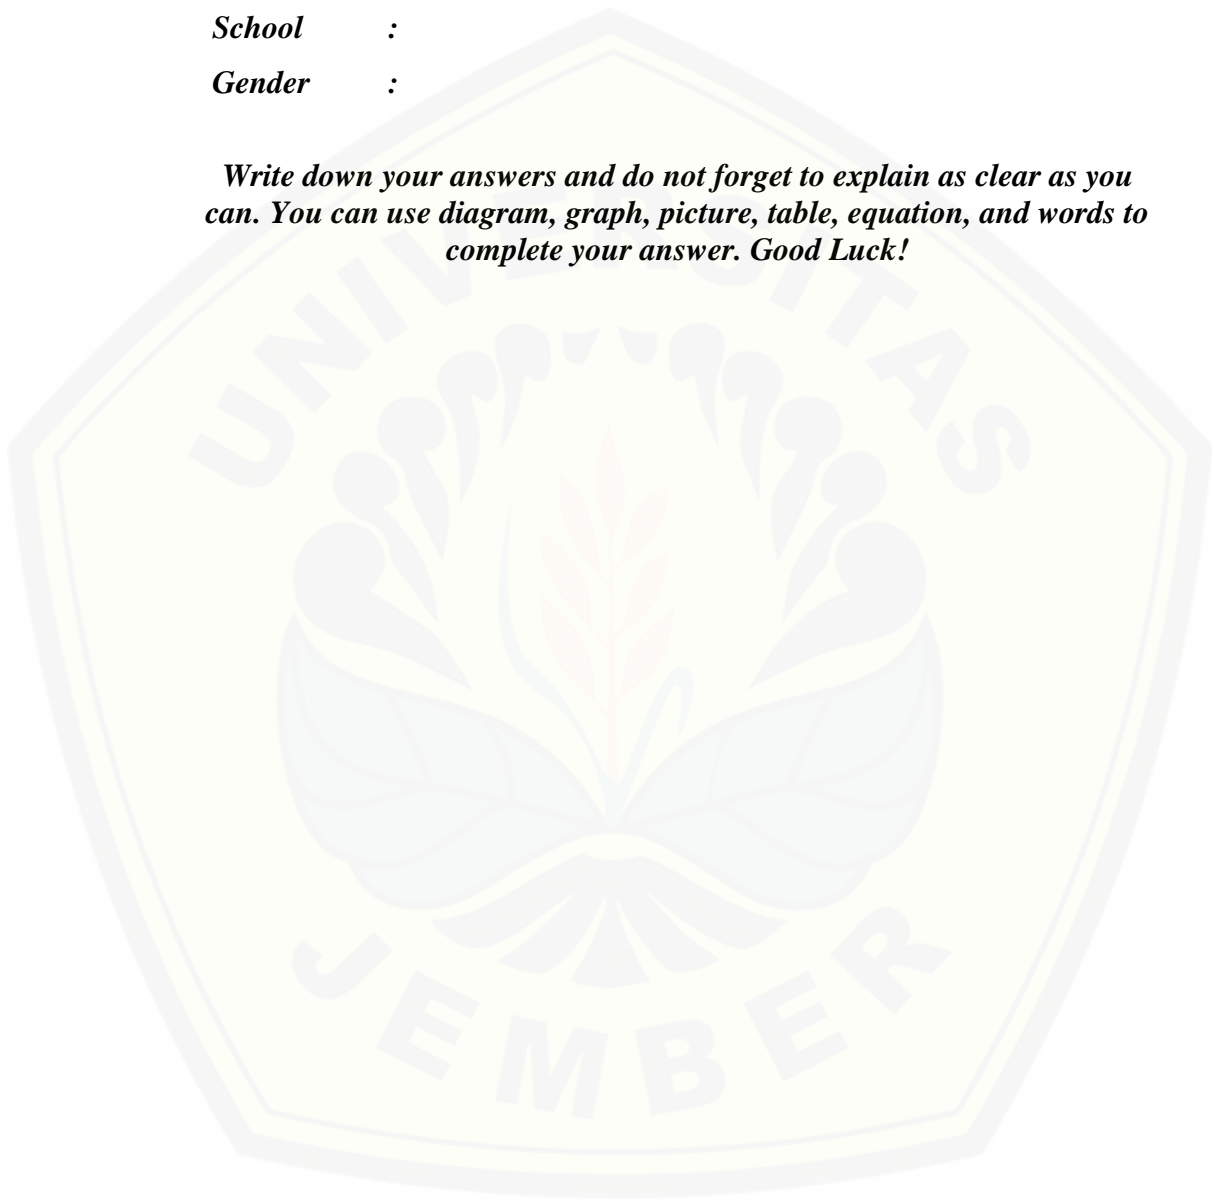 School :
Gender :
Write down your answers and do not forget to explain as clear as you
can. You can use diagram, graph, picture, table, equation, and words to
complete your answer. Good Luck!
UNIVERSITAS
JEMBER